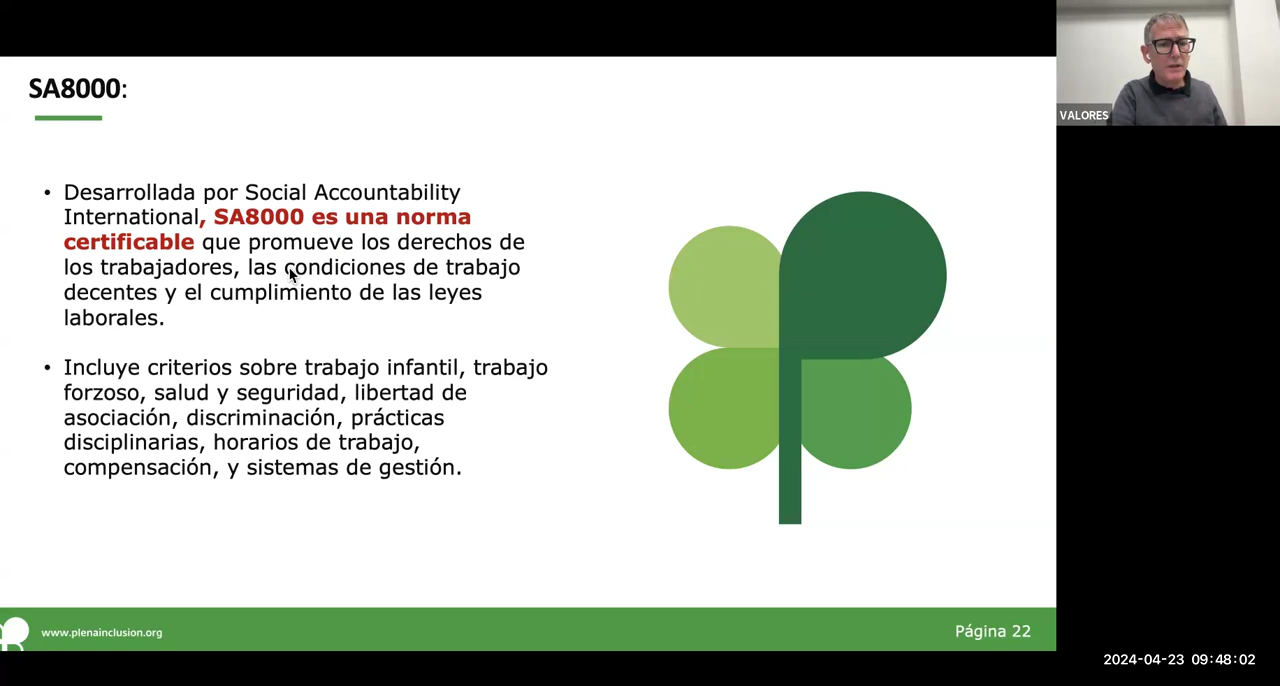 SA8000:
• Desarrollada por Social Accountability
International, SA8000 es una norma
certificable que promueve los derechos de
los trabajadores, las condiciones de trabajo
decentes y el cumplimiento de las leyes
laborales.
• Incluye criterios sobre trabajo infantil, trabajo
forzoso, salud y seguridad, libertad de
asociación, discriminación, prácticas
disciplinarias, horarios de trabajo,
compensación, y sistemas de gestión.
www.plenainclusion.org
Página 22
VALORES
2024-04-23 09:48:02